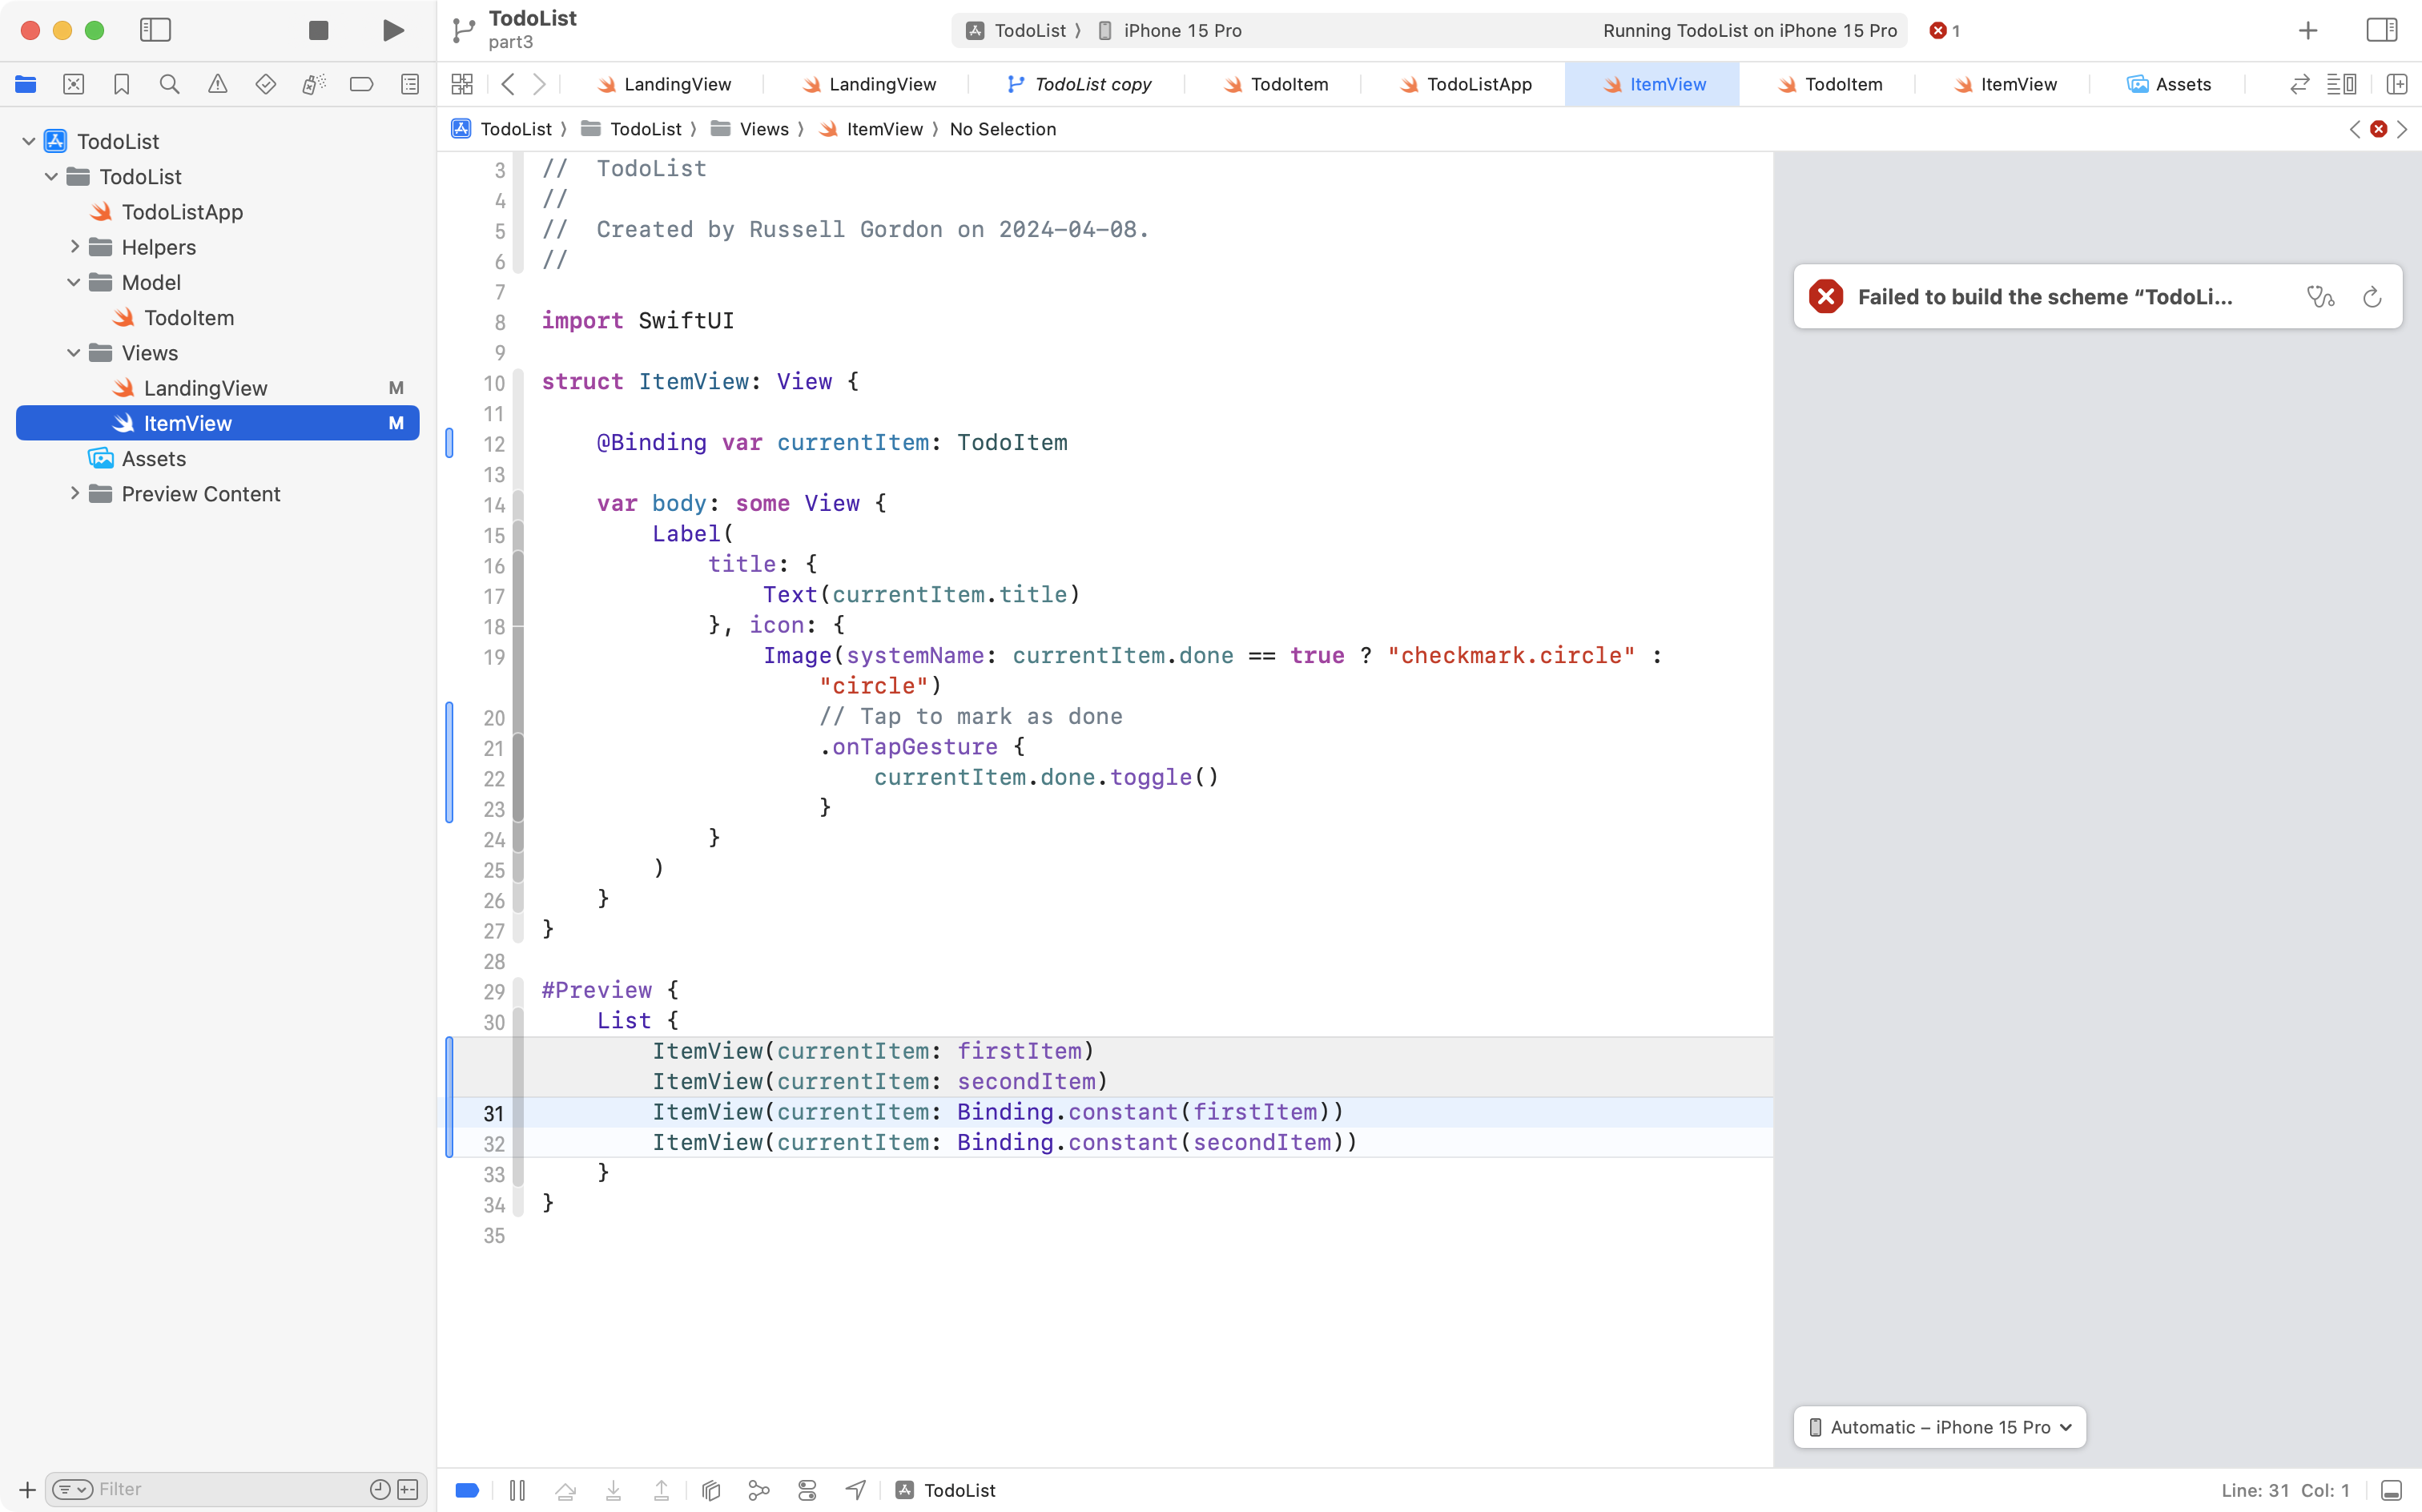 TodoList
part3
TodoList
iPhone 15 Pro
Running TodoList on iPhone 15 Pro
1
LandingView
LandingView
TodoList copy
TodoItem
TodoListApp
ItemView
TodoItem
ItemView
Assets
TodoList
TodoList
Views
ItemView
No Selection
TodoList
TodoList
TodoListApp
Helpers
Model
TodoItem
Views
LandingView M
ItemView M
Assets
Preview Content
3 //  TodoList
4 //
5 //  Created by Russell Gordon on 2024-04-08.
6 //
7
8 import SwiftUI
9
10 struct ItemView: View {
11
12     @Binding var currentItem: TodoItem
13
14     var body: some View {
15         Label(
16             title: {
17                 Text(currentItem.title)
18             }, icon: {
19                 Image(systemName: currentItem.done == true ? "checkmark.circle" :
"circle")
20                     // Tap to mark as done
21                     .onTapGesture {
22                         currentItem.done.toggle()
23                     }
24             }
25         )
26     }
27 }
28
29 #Preview {
30     List {
ItemView(currentItem: firstItem)
ItemView(currentItem: secondItem)
31         ItemView(currentItem: Binding.constant(firstItem))
32         ItemView(currentItem: Binding.constant(secondItem))
33     }
34 }
35
Failed to build the scheme “TodoLi...
Automatic – iPhone 15 Pro
Filter
TodoList
Line: 31 Col: 1